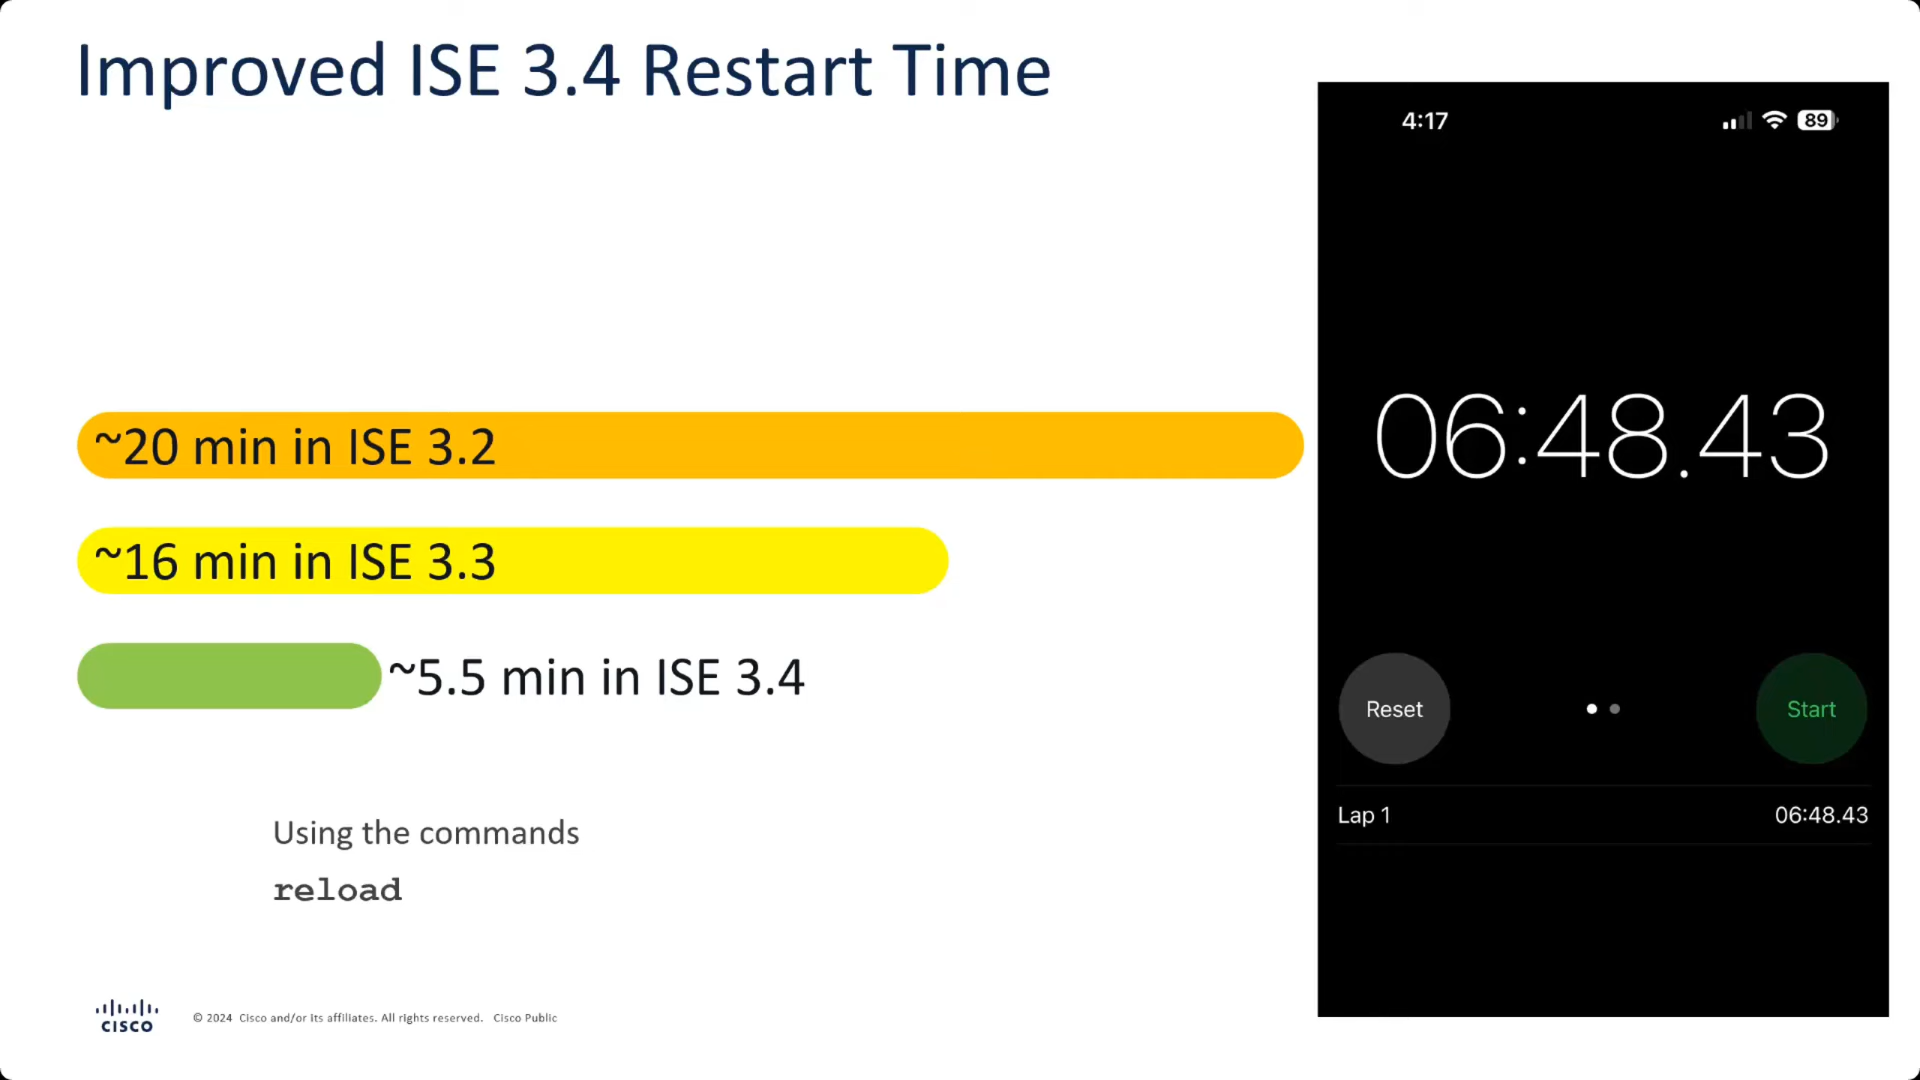 Improved ISE 3.4 Restart Time
~20 min in ISE 3.2
~16 min in ISE 3.3
~5.5 min in ISE 3.4
Using the commands
reload
CISCO
© 2024 Cisco and/or its affiliates. All rights reserved. Cisco Public
4:17
89
06:48.43
Reset
Start
Lap 1 06:48.43